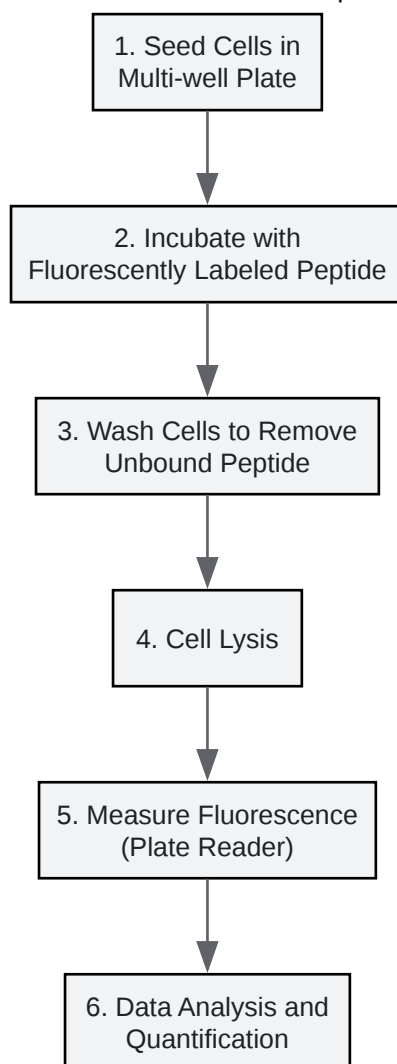 1. Seed Cells in
Multi-well Plate
2. Incubate with
Fluorescently Labeled Peptide
3. Wash Cells to Remove
Unbound Peptide
4. Cell Lysis
5. Measure Fluorescence
(Plate Reader)
6. Data Analysis and
Quantification